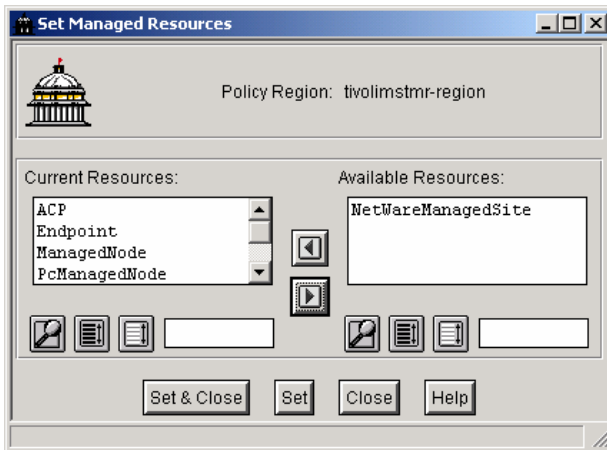 Set Managed Resources
Policy Region: tivolimstmr-region
Current Resources:
Available Resources:
ACP
Endpoint
ManagedNode
PcManagedNode
NetWareManagedSite
Set & Close
Set
Close
Help